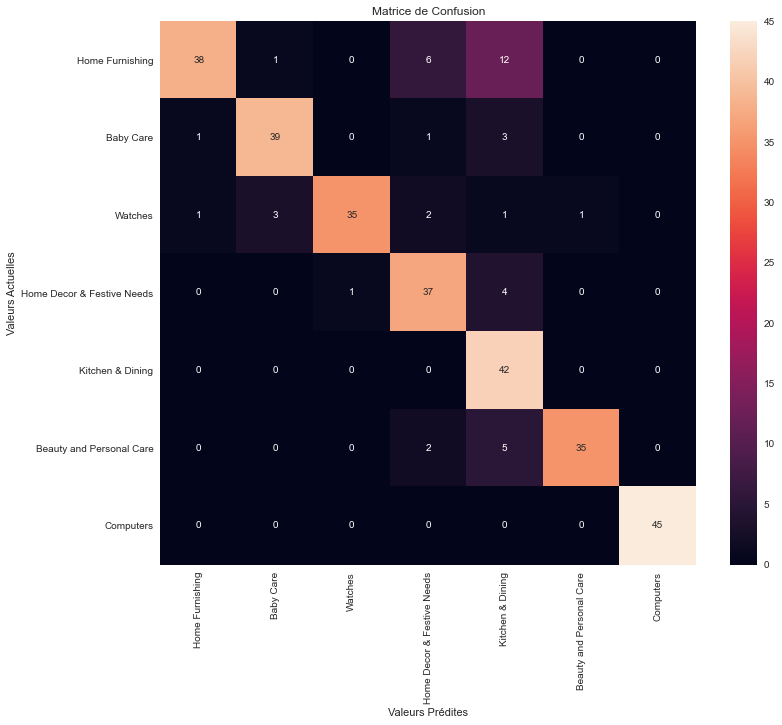 Matrice de Confusion
Valeurs Actuelles
Home Furnishing 38 1 0 6 12 0 0
Baby Care 1 39 0 1 3 0 0
Watches 1 3 35 2 1 1 0
Home Decor & Festive Needs 0 0 1 37 4 0 0
Kitchen & Dining 0 0 0 0 42 0 0
Beauty and Personal Care 0 0 0 2 5 35 0
Computers 0 0 0 0 0 0 45
Home Furnishing
Baby Care
Watches
Home Decor & Festive Needs
Kitchen & Dining
Beauty and Personal Care
Computers
Valeurs Prédites
45
40
35
30
25
20
15
10
5
0